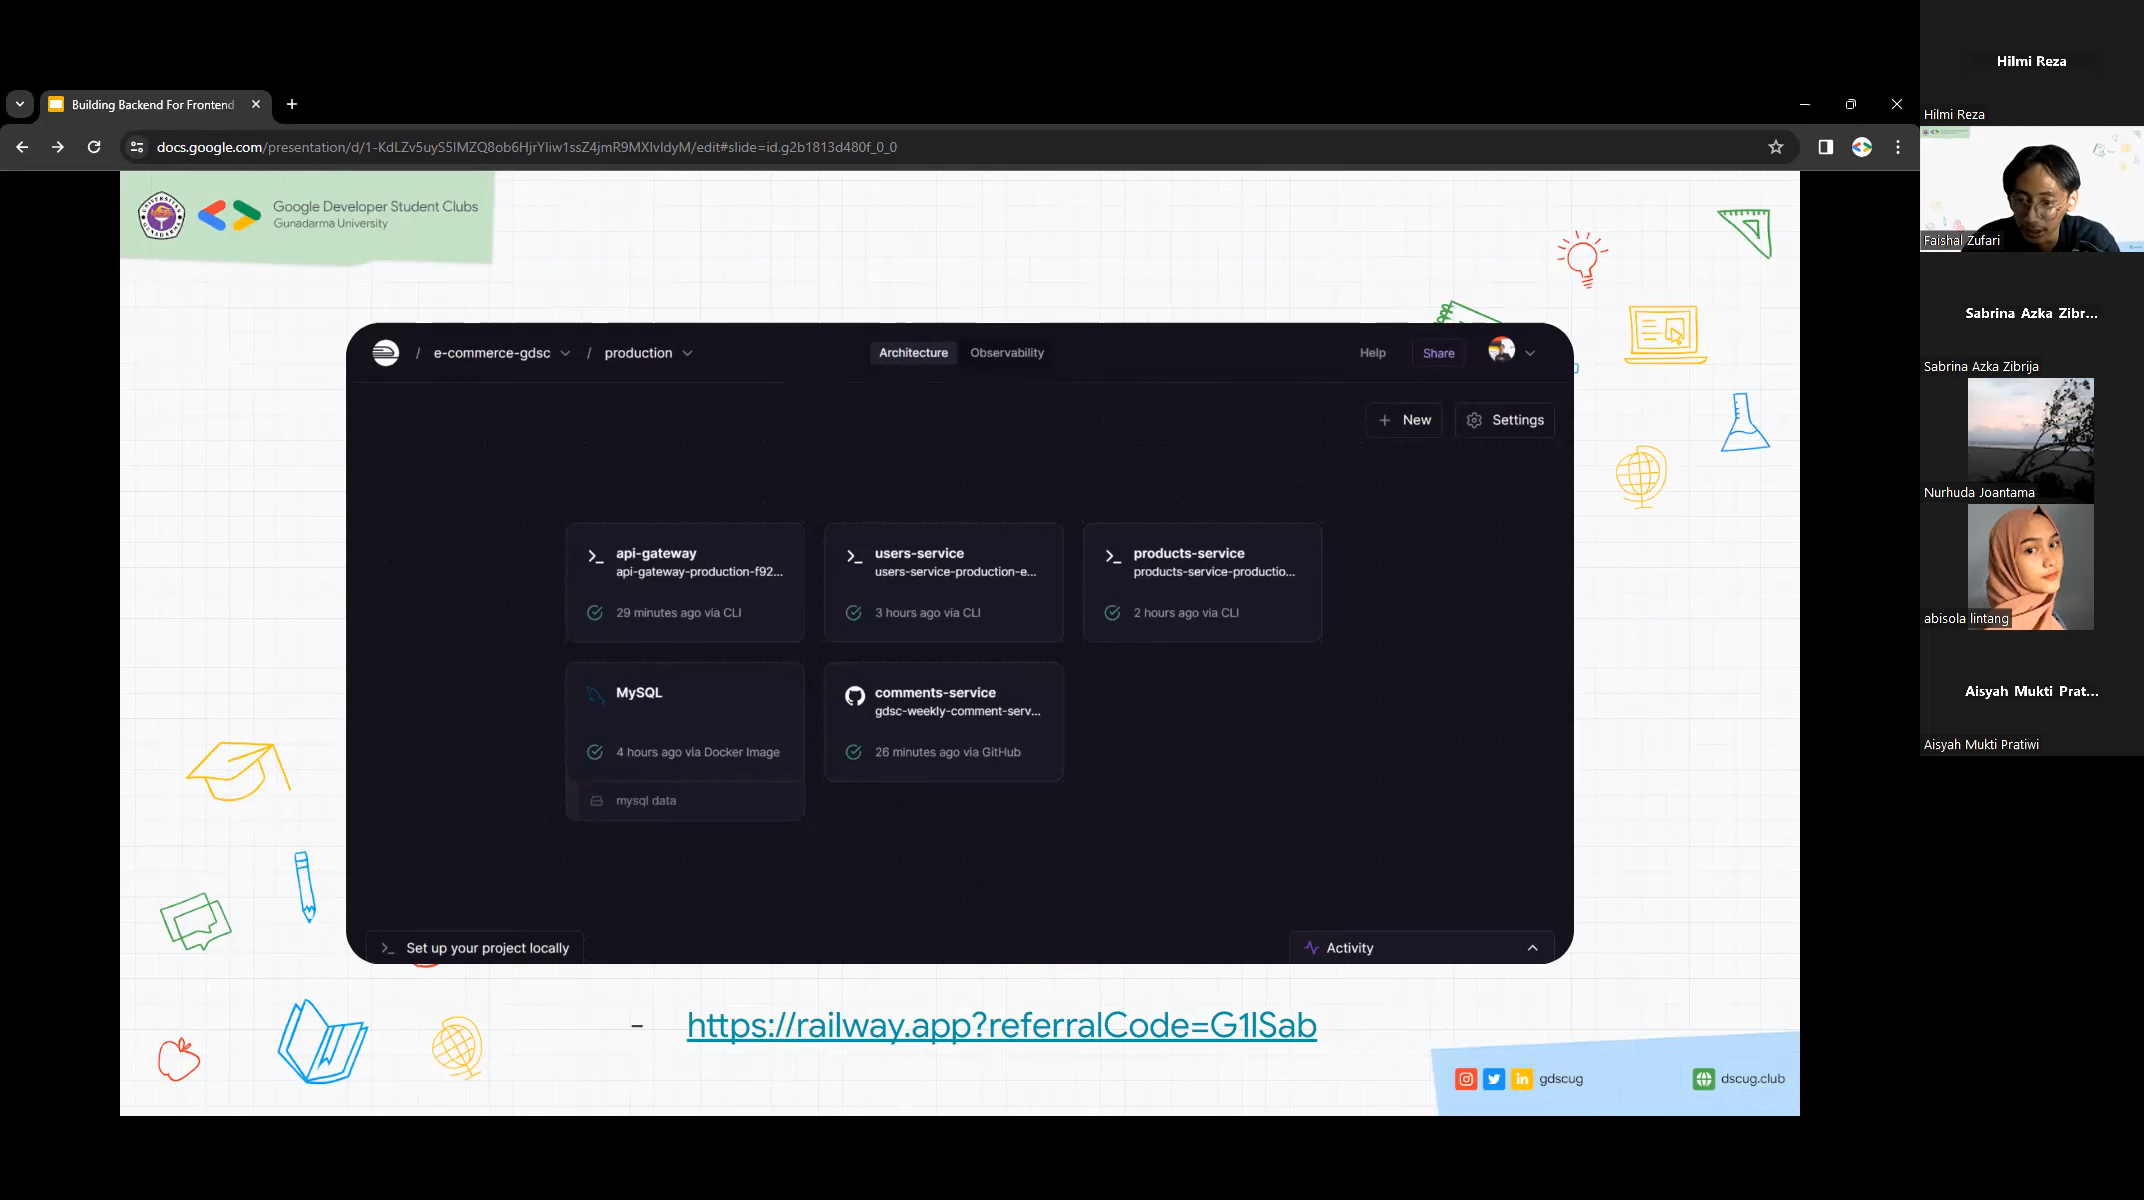 Building Backend For Frontend
docs.google.com/presentation/d/1-KdLZv5uyS5lMZQ8ob6HjrYliw1ssZ4jmR9MXlvldyM/edit#slide=id.g2b1813d480f_0_0
Google Developer Student Clubs
Gunadarma University
/ e-commerce-gdsc / production
Architecture
Observability
Help
Share
+ New
Settings
api-gateway
api-gateway-production-f92...
29 minutes ago via CLI
users-service
users-service-production-e...
3 hours ago via CLI
products-service
products-service-productio...
2 hours ago via CLI
MySQL
4 hours ago via Docker Image
mysql data
comments-service
gdsc-weekly-comment-serv...
26 minutes ago via GitHub
Set up your project locally
Activity
- https://railway.app?referralCode=G1lSab
gdscug
dscug.club
Hilmi Reza
Hilmi Reza
Faishal Zufari
Sabrina Azka Zibr...
Sabrina Azka Zibrija
Nurhuda Joantama
abisola lintang
Aisyah Mukti Prat...
Aisyah Mukti Pratiwi